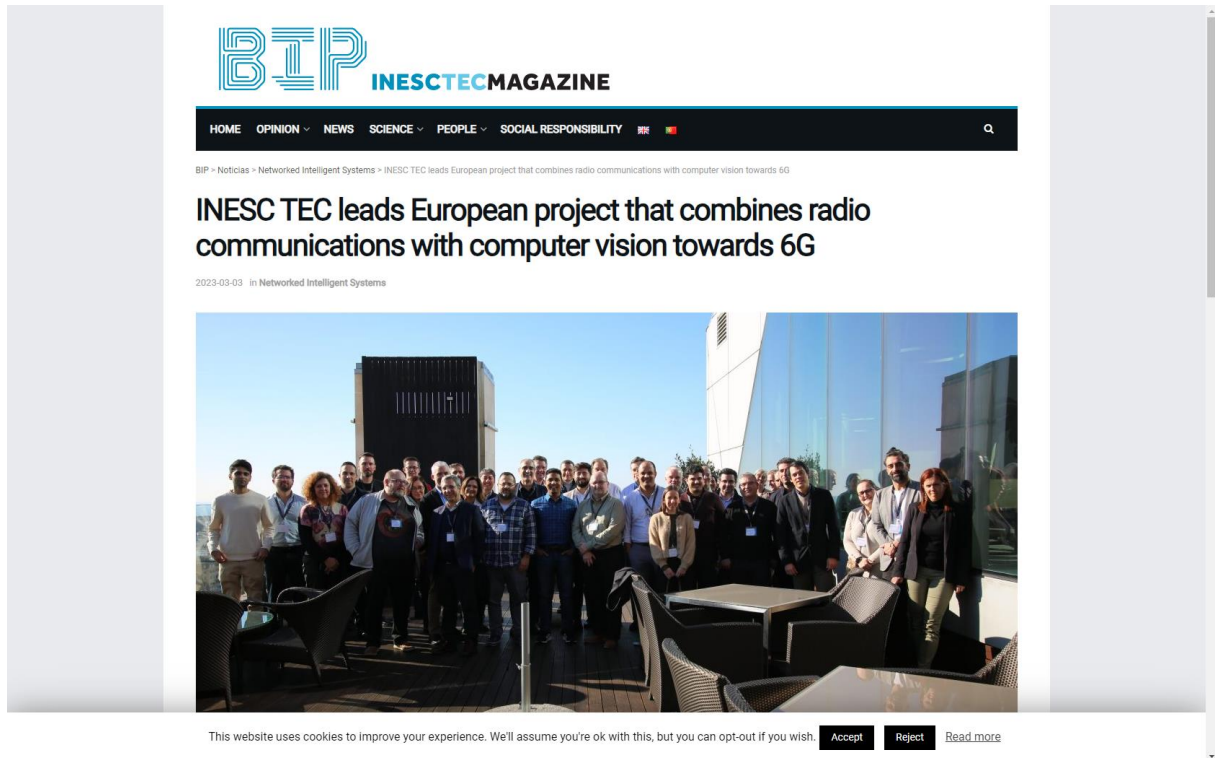 BIP INESCTECMAGAZINE
HOME OPINION NEWS SCIENCE PEOPLE SOCIAL RESPONSIBILITY
BIP > Noticias > Networked Intelligent Systems > INESC TEC leads European project that combines radio communications with computer vision towards 6G
INESC TEC leads European project that combines radio
communications with computer vision towards 6G
2023-03-03 in Networked Intelligent Systems
This website uses cookies to improve your experience. We'll assume you're ok with this, but you can opt-out if you wish. Accept Reject Read more